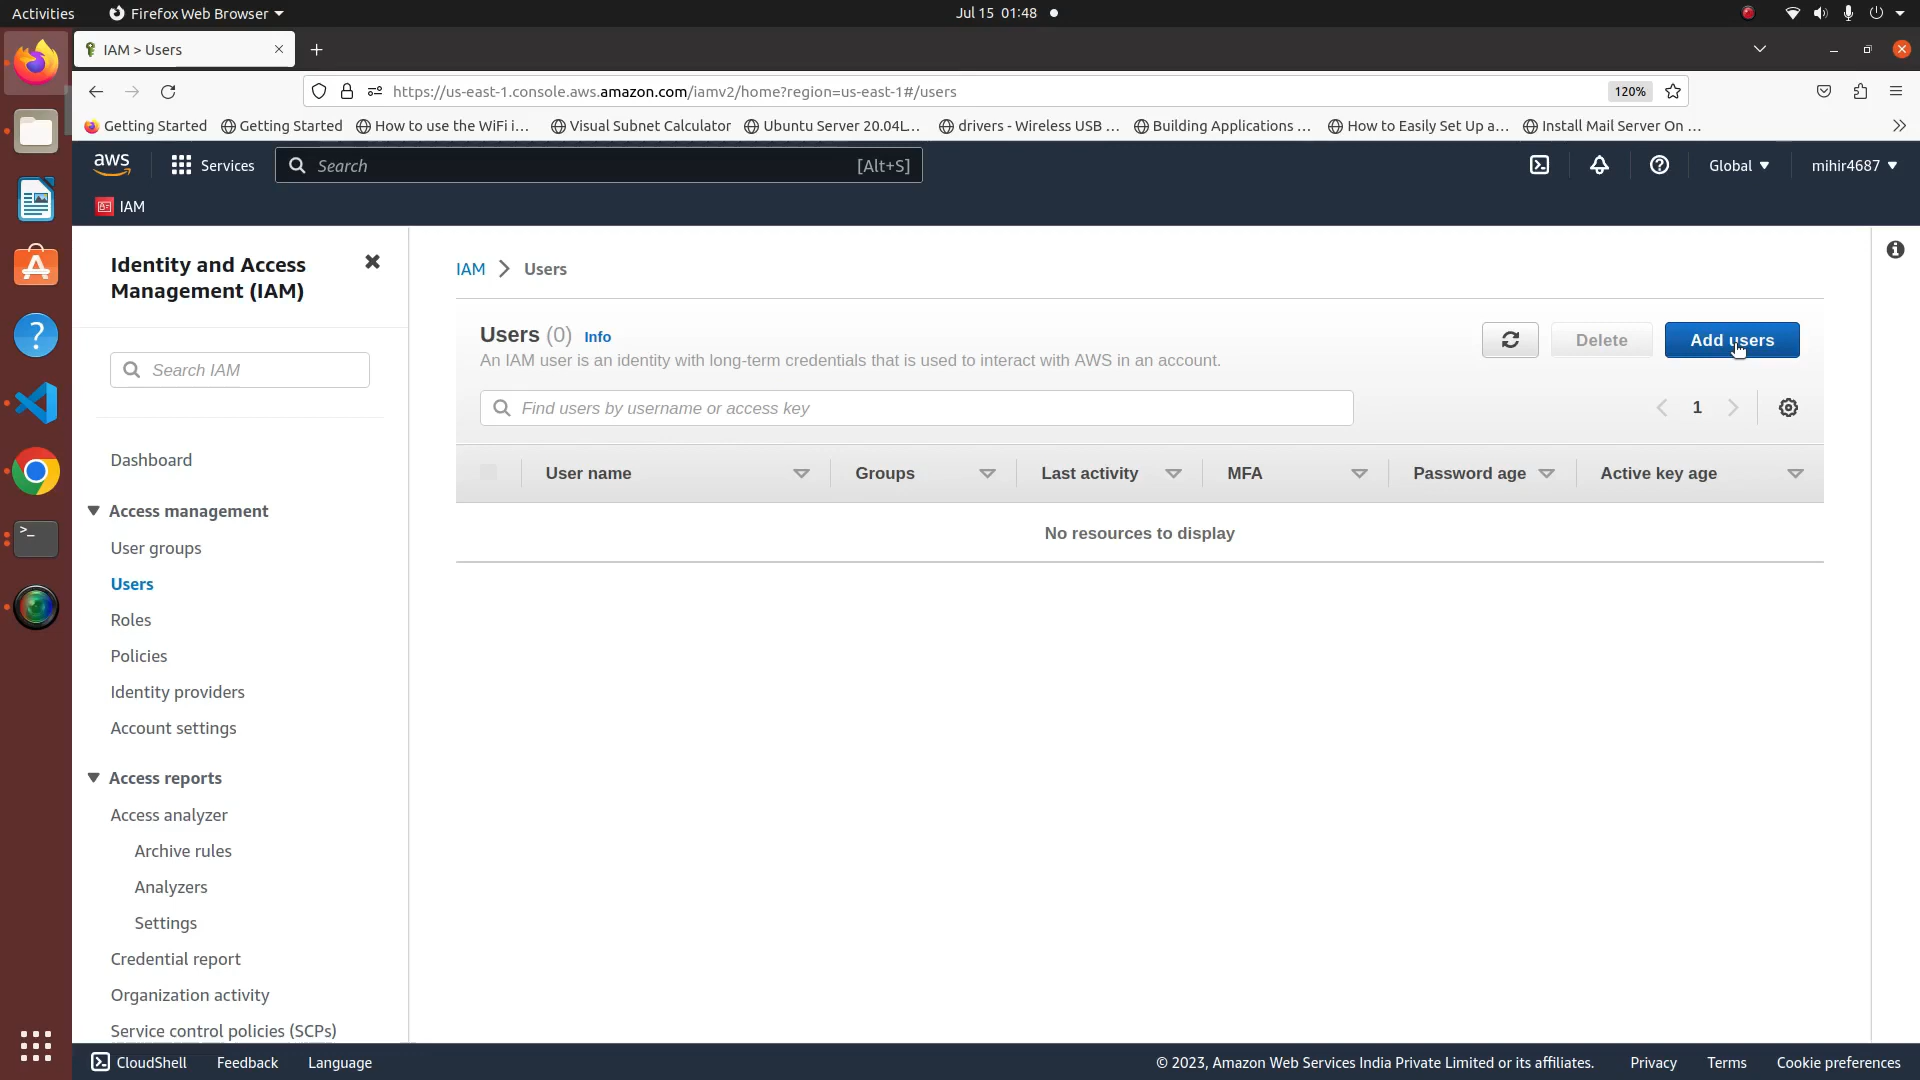 Activities
Firefox Web Browser
Jul 15 01:48
IAM > Users
https://us-east-1.console.aws.amazon.com/iamv2/home?region=us-east-1#/users
120%
Getting Started
Getting Started
How to use the WiFi i...
Visual Subnet Calculator
Ubuntu Server 20.04L...
drivers - Wireless USB ...
Building Applications ...
How to Easily Set Up a...
Install Mail Server On ...
aws
Services
Search
[Alt+S]
Global
mihir4687
IAM
Identity and Access
Management (IAM)
Search IAM
Dashboard
Access management
User groups
Users
Roles
Policies
Identity providers
Account settings
Access reports
Access analyzer
Archive rules
Analyzers
Settings
Credential report
Organization activity
Service control policies (SCPs)
IAM > Users
Users (0) Info
An IAM user is an identity with long-term credentials that is used to interact with AWS in an account.
Delete
Add users
Find users by username or access key
1
User name
Groups
Last activity
MFA
Password age
Active key age
No resources to display
CloudShell
Feedback
Language
© 2023, Amazon Web Services India Private Limited or its affiliates.
Privacy
Terms
Cookie preferences